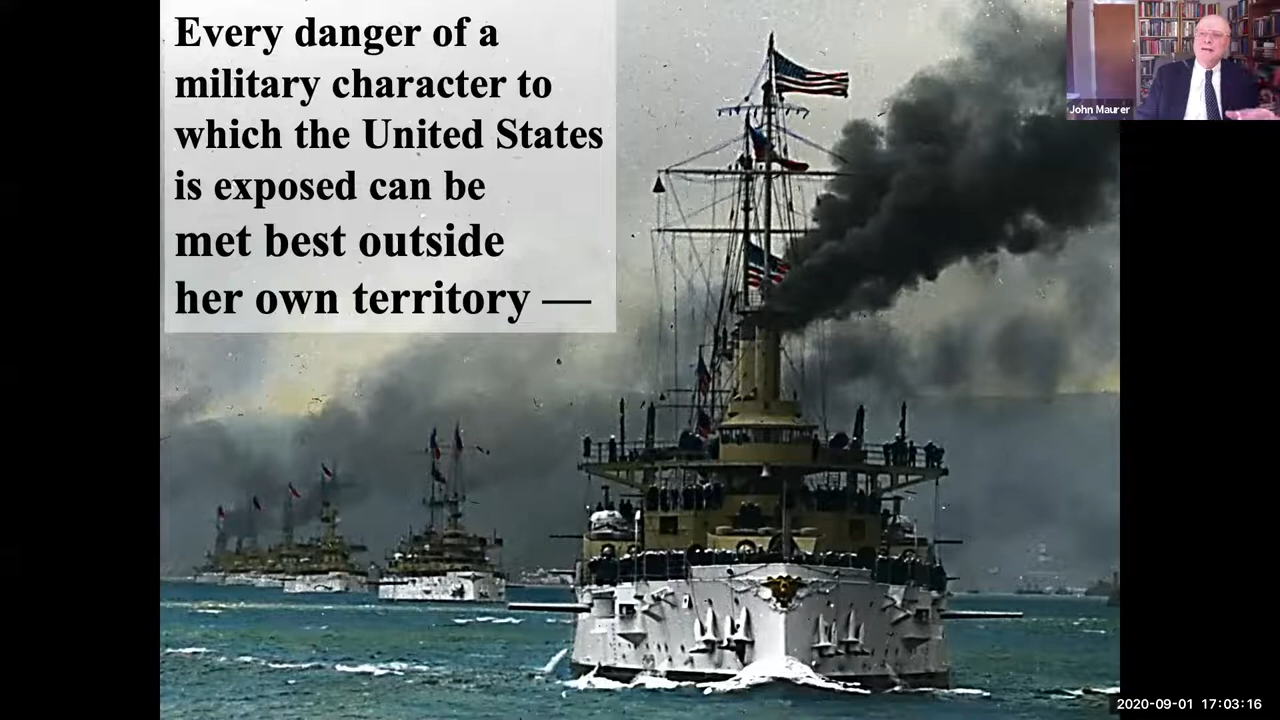 Every danger of a
military character to
which the United States
is exposed can be
met best outside
her own territory —
John Maurer
2020-09-01 17:03:16